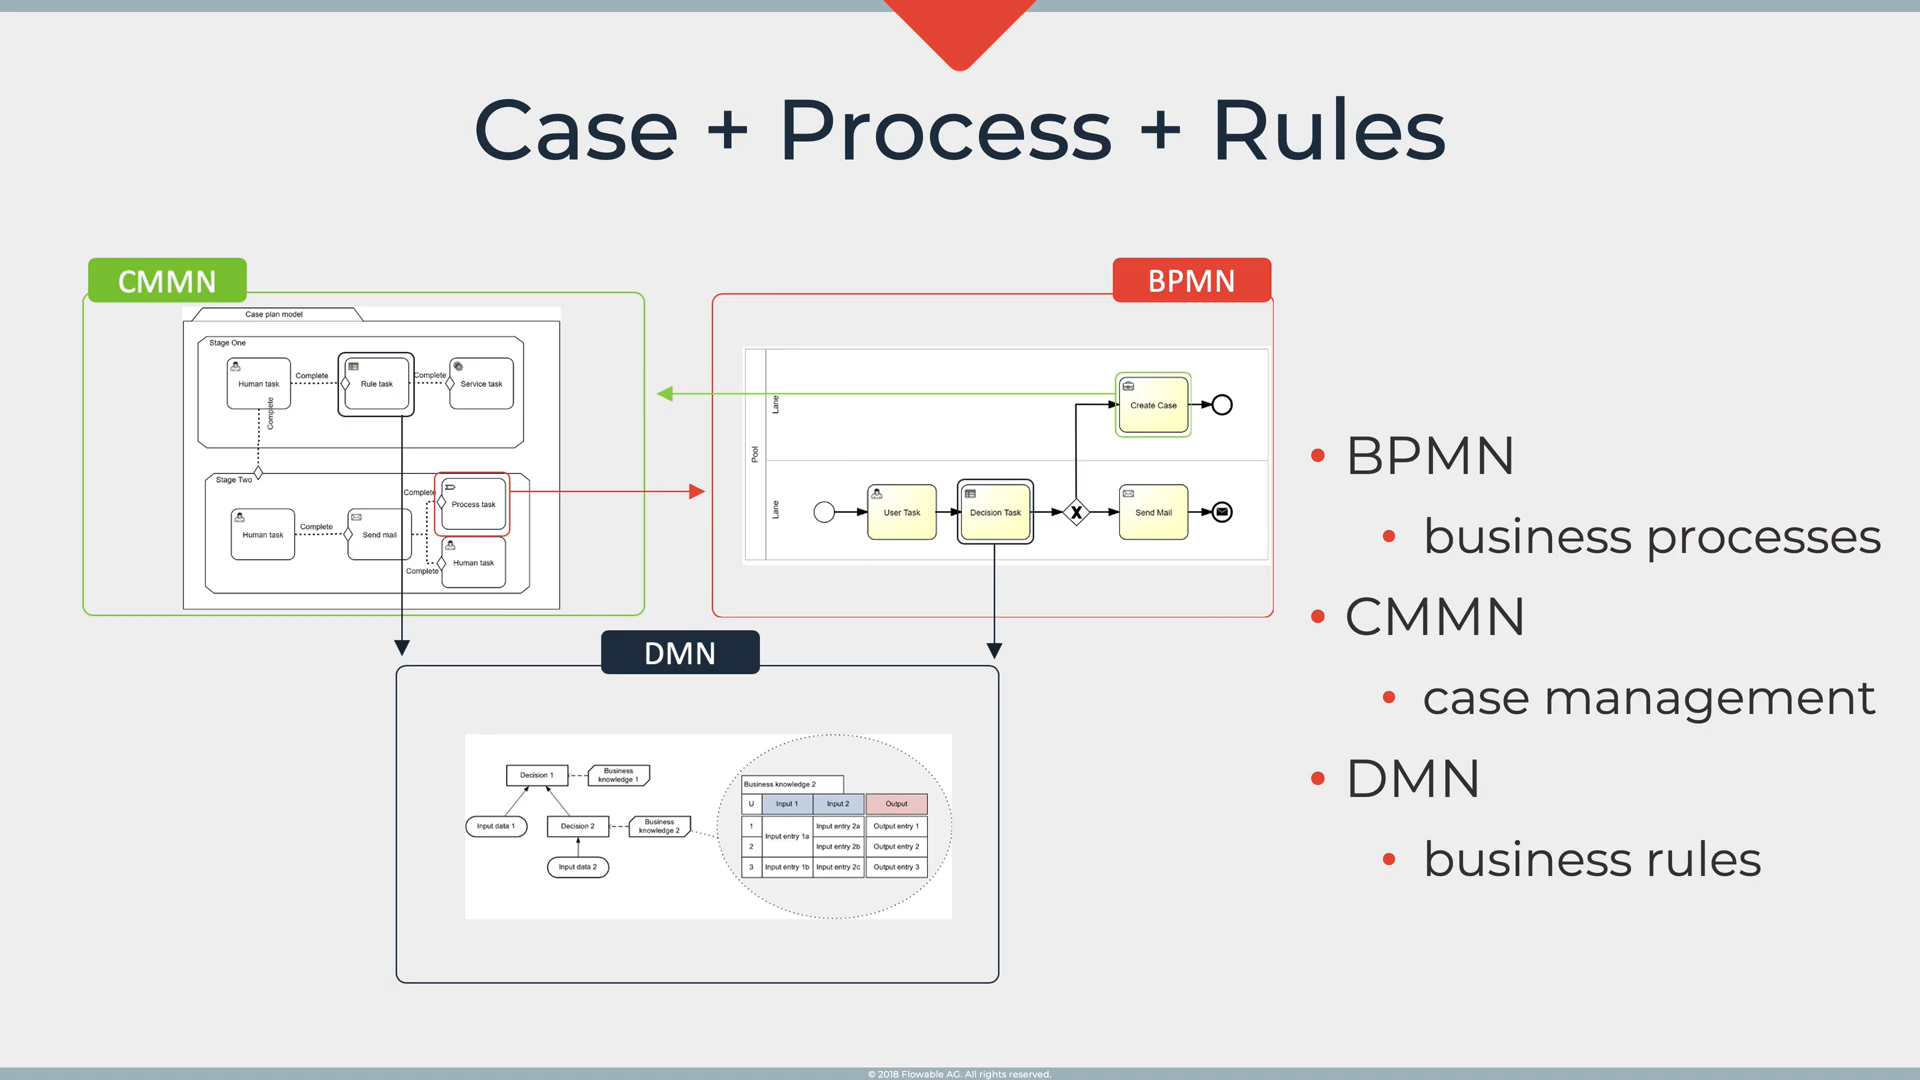 Case + Process + Rules
CMMN
Case plan model
Stage One
Human task
Complete
Rule task
Complete
Service task
Complete
Stage Two
Human task
Complete
Send mail
Complete
Process task
Complete
Human task
BPMN
Pool
Lane
Create Case
Lane
User Task
Decision Task
X
Send Mail
DMN
Decision 1
Business
knowledge 1
Input data 1
Decision 2
Business
knowledge 2
Input data 2
Business knowledge 2
U Input 1 Input 2 Output
1 Input entry 1a Input entry 2a Output entry 1
2 Input entry 2b Output entry 2
3 Input entry 1b Input entry 2c Output entry 3
• BPMN
• business processes
• CMMN
• case management
• DMN
• business rules
© 2018 Flowable AG. All rights reserved.